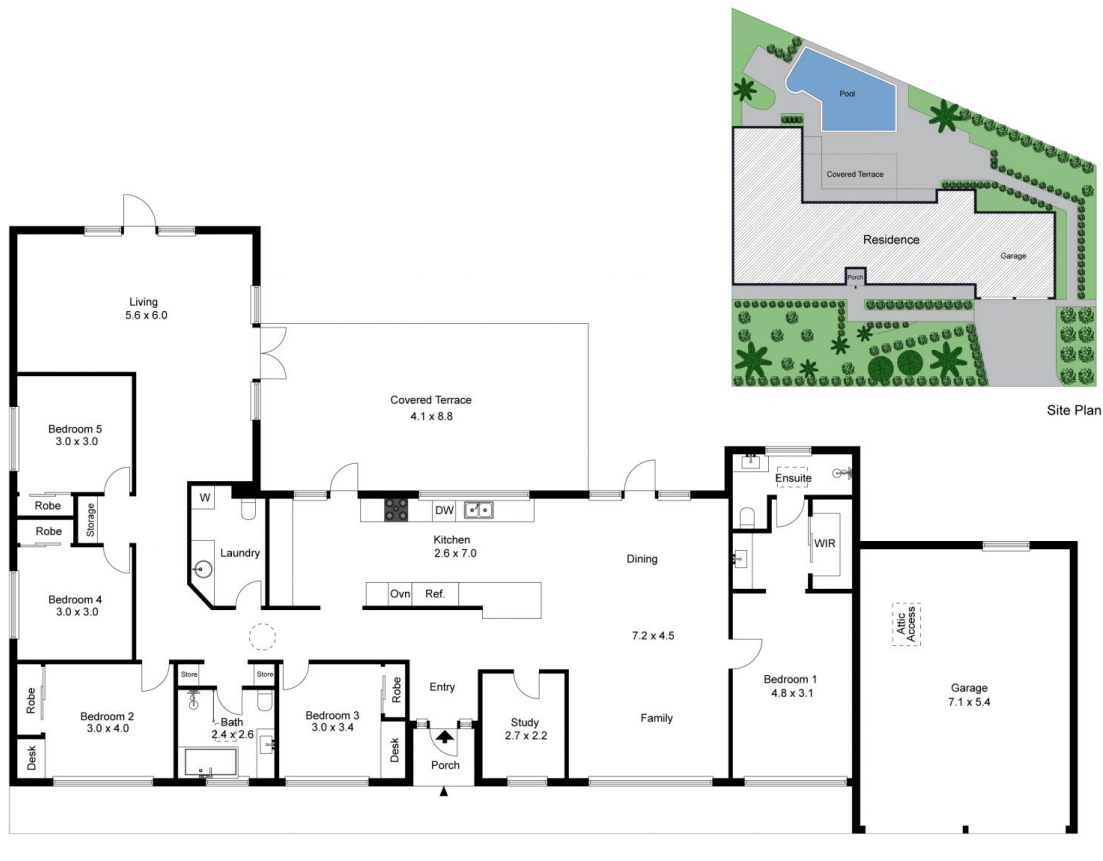 Pool
Covered Terrace
Residence
Garage
Porch
Site Plan
Living
5.6 x 6.0
Covered Terrace
4.1 x 8.8
Bedroom 5
3.0 x 3.0
Robe
Storage
Robe
Bedroom 4
3.0 x 3.0
W
Laundry
DW
Kitchen
2.6 x 7.0
Ovn
Ref.
Dining
7.2 x 4.5
Family
Ensuite
WIR
Bedroom 1
4.8 x 3.1
Attic
Access
Garage
7.1 x 5.4
Robe
Bedroom 2
3.0 x 4.0
Desk
Store
Store
Bath
2.4 x 2.6
Bedroom 3
3.0 x 3.4
Robe
Desk
Entry
Porch
Study
2.7 x 2.2